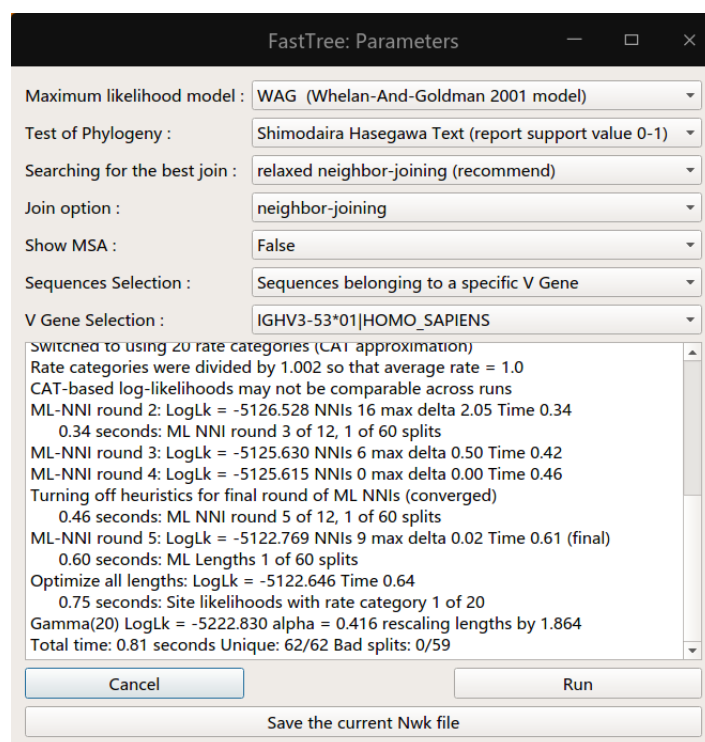 FastTree: Parameters
Maximum likelihood model : WAG (Whelan-And-Goldman 2001 model)
Test of Phylogeny : Shimodaira Hasegawa Text (report support value 0-1)
Searching for the best join : relaxed neighbor-joining (recommend)
Join option : neighbor-joining
Show MSA : False
Sequences Selection : Sequences belonging to a specific V Gene
V Gene Selection : IGHV3-53*01|HOMO_SAPIENS
Switched to using 20 rate categories (CAT approximation)
Rate categories were divided by 1.002 so that average rate = 1.0
CAT-based log-likelihoods may not be comparable across runs
ML-NNI round 2: LogLk = -5126.528 NNIs 16 max delta 2.05 Time 0.34
0.34 seconds: ML NNI round 3 of 12, 1 of 60 splits
ML-NNI round 3: LogLk = -5125.630 NNIs 6 max delta 0.50 Time 0.42
ML-NNI round 4: LogLk = -5125.615 NNIs 0 max delta 0.00 Time 0.46
Turning off heuristics for final round of ML NNIs (converged)
0.46 seconds: ML NNI round 5 of 12, 1 of 60 splits
ML-NNI round 5: LogLk = -5122.769 NNIs 9 max delta 0.02 Time 0.61 (final)
0.60 seconds: ML Lengths 1 of 60 splits
Optimize all lengths: LogLk = -5122.646 Time 0.64
0.75 seconds: Site likelihoods with rate category 1 of 20
Gamma(20) LogLk = -5222.830 alpha = 0.416 rescaling lengths by 1.864
Total time: 0.81 seconds Unique: 62/62 Bad splits: 0/59
Cancel Run
Save the current Nwk file